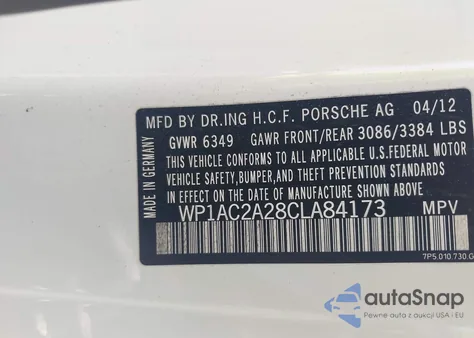 MFD BY DR.ING H.C.F. PORSCHE AG 04/12
GVWR 6349 GAWR FRONT/REAR 3086/3384 LBS
THIS VEHICLE CONFORMS TO ALL APPLICABLE U.S.FEDERAL MOTOR
VEHICLE SAFETY,BUMPER,AND THEFT PREVENTION STANDARDS
IN EFFECT ON THE DATE OF MANUFACTURE SHOWN ABOVE
WP1AC2A28CLA84173 MPV
MADE IN GERMANY
7P5.010.730.G
autoSnap
Pewne auta z aukcji USA - EU